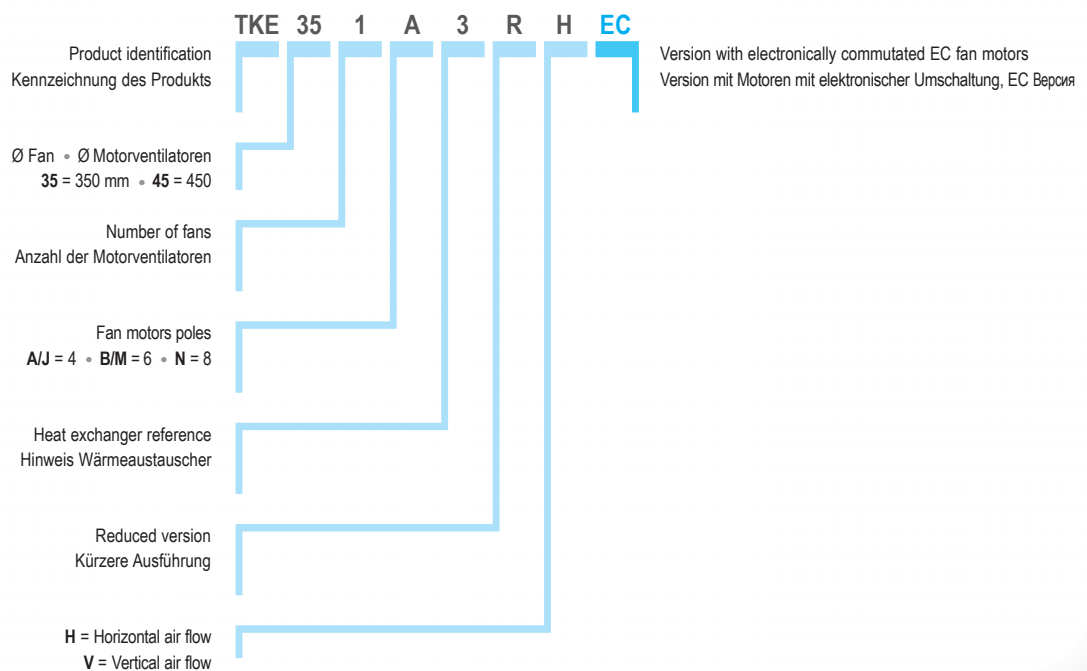 TKE 35 1 A 3 R H EC
Product identification
Kennzeichnung des Produkts
Version with electronically commutated EC fan motors
Version mit Motoren mit elektronischer Umschaltung, EC Версия
Ø Fan • Ø Motorventilatoren
35 = 350 mm • 45 = 450
Number of fans
Anzahl der Motorventilatoren
Fan motors poles
A/J = 4 • B/M = 6 • N = 8
Heat exchanger reference
Hinweis Wärmeaustauscher
Reduced version
Kürzere Ausführung
H = Horizontal air flow
V = Vertical air flow